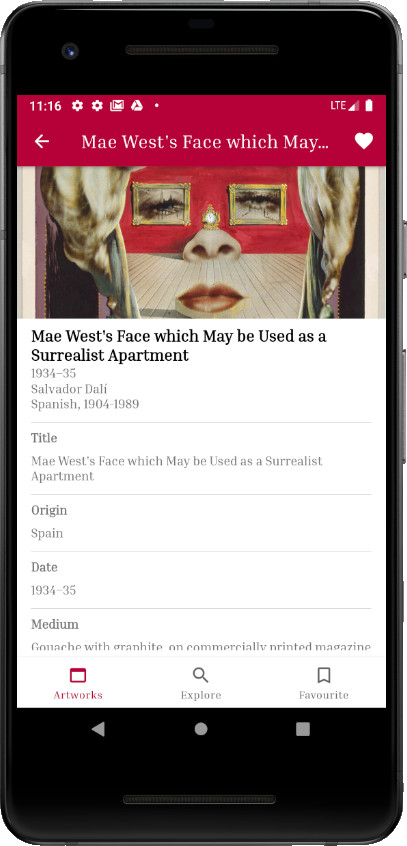 11:16
LTE
Mae West's Face which May...
Mae West's Face which May be Used as a
Surrealist Apartment
1934–35
Salvador Dalí
Spanish, 1904-1989
Title
Mae West's Face which May be Used as a Surrealist
Apartment
Origin
Spain
Date
1934–35
Medium
Gouache with graphite, on commercially printed magazine
Artworks
Explore
Favourite